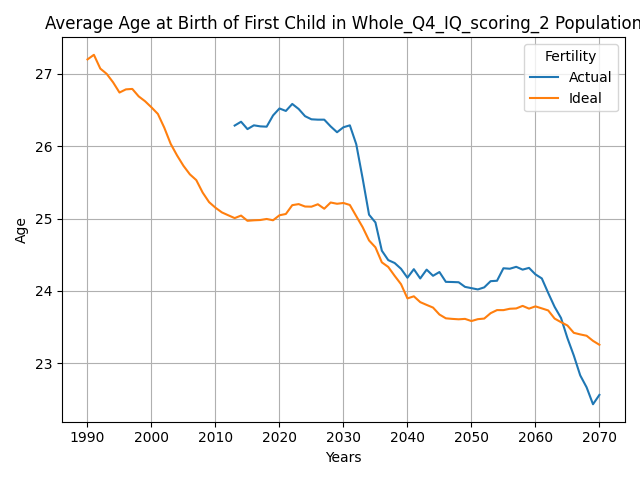 Average Age at Birth of First Child in Whole_Q4_IQ_scoring_2 Population
Fertility
Actual
Ideal
27
26
25
24
23
Age
1990 2000 2010 2020 2030 2040 2050 2060 2070
Years